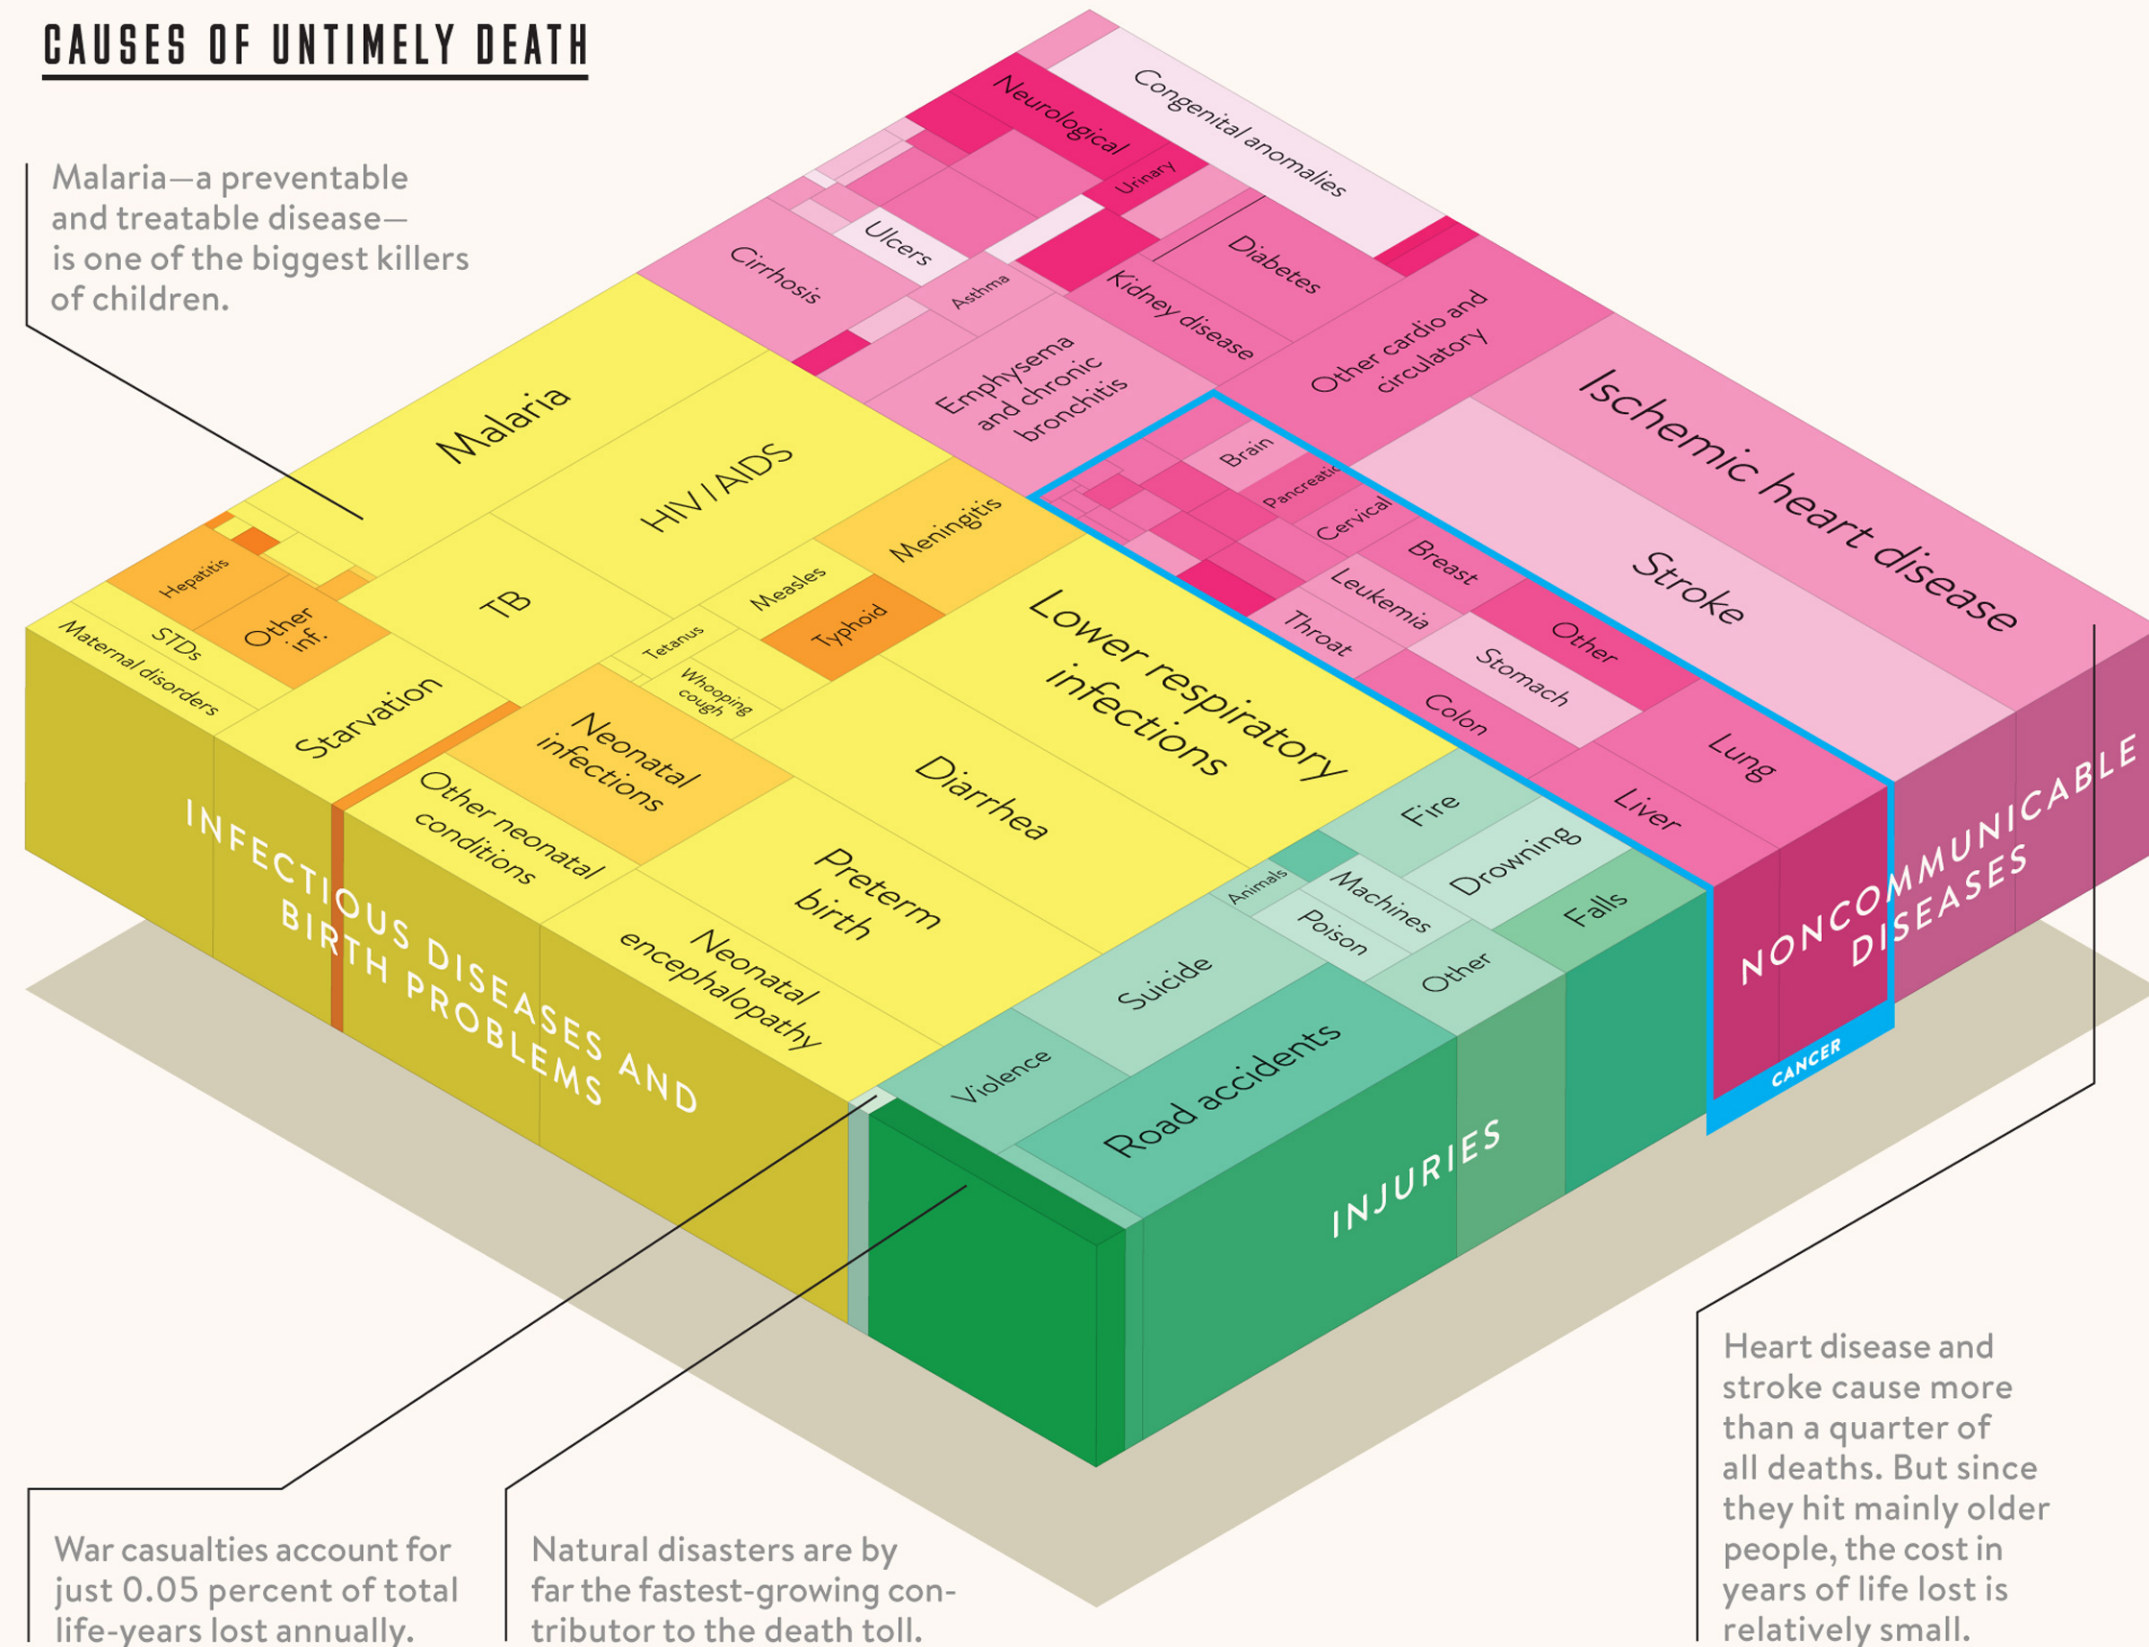 CAUSES OF UNTIMELY DEATH
Malaria—a preventable
and treatable disease—
is one of the biggest killers
of children.
Congenital anomalies
Neurological
Urinary
Ulcers
Cirrhosis
Asthma
Diabetes
Kidney disease
Emphysema
and chronic
bronchitis
Other cardio and
circulatory
Ischemic heart disease
Stroke
Brain
Pancreatic
Cervical
Breast
Other
Leukemia
Throat
Stomach
Colon
Lung
Liver
Malaria
HIV / AIDS
Meningitis
TB
Measles
Typhoid
Tetanus
Whooping
cough
Hepatitis
Other
inf.
STDs
Maternal disorders
Starvation
Lower respiratory
infections
Diarrhea
Neonatal
infections
Other neonatal
conditions
Preterm
birth
Neonatal
encephalopathy
Fire
Drowning
Falls
Animals
Machines
Poison
Other
Suicide
Violence
Road accidents
INFECTIOUS DISEASES AND
BIRTH PROBLEMS
INJURIES
NONCOMMUNICABLE
DISEASES
CANCER
War casualties account for
just 0.05 percent of total
life-years lost annually.
Natural disasters are by
far the fastest-growing con-
tributor to the death toll.
Heart disease and
stroke cause more
than a quarter of
all deaths. But since
they hit mainly older
people, the cost in
years of life lost is
relatively small.